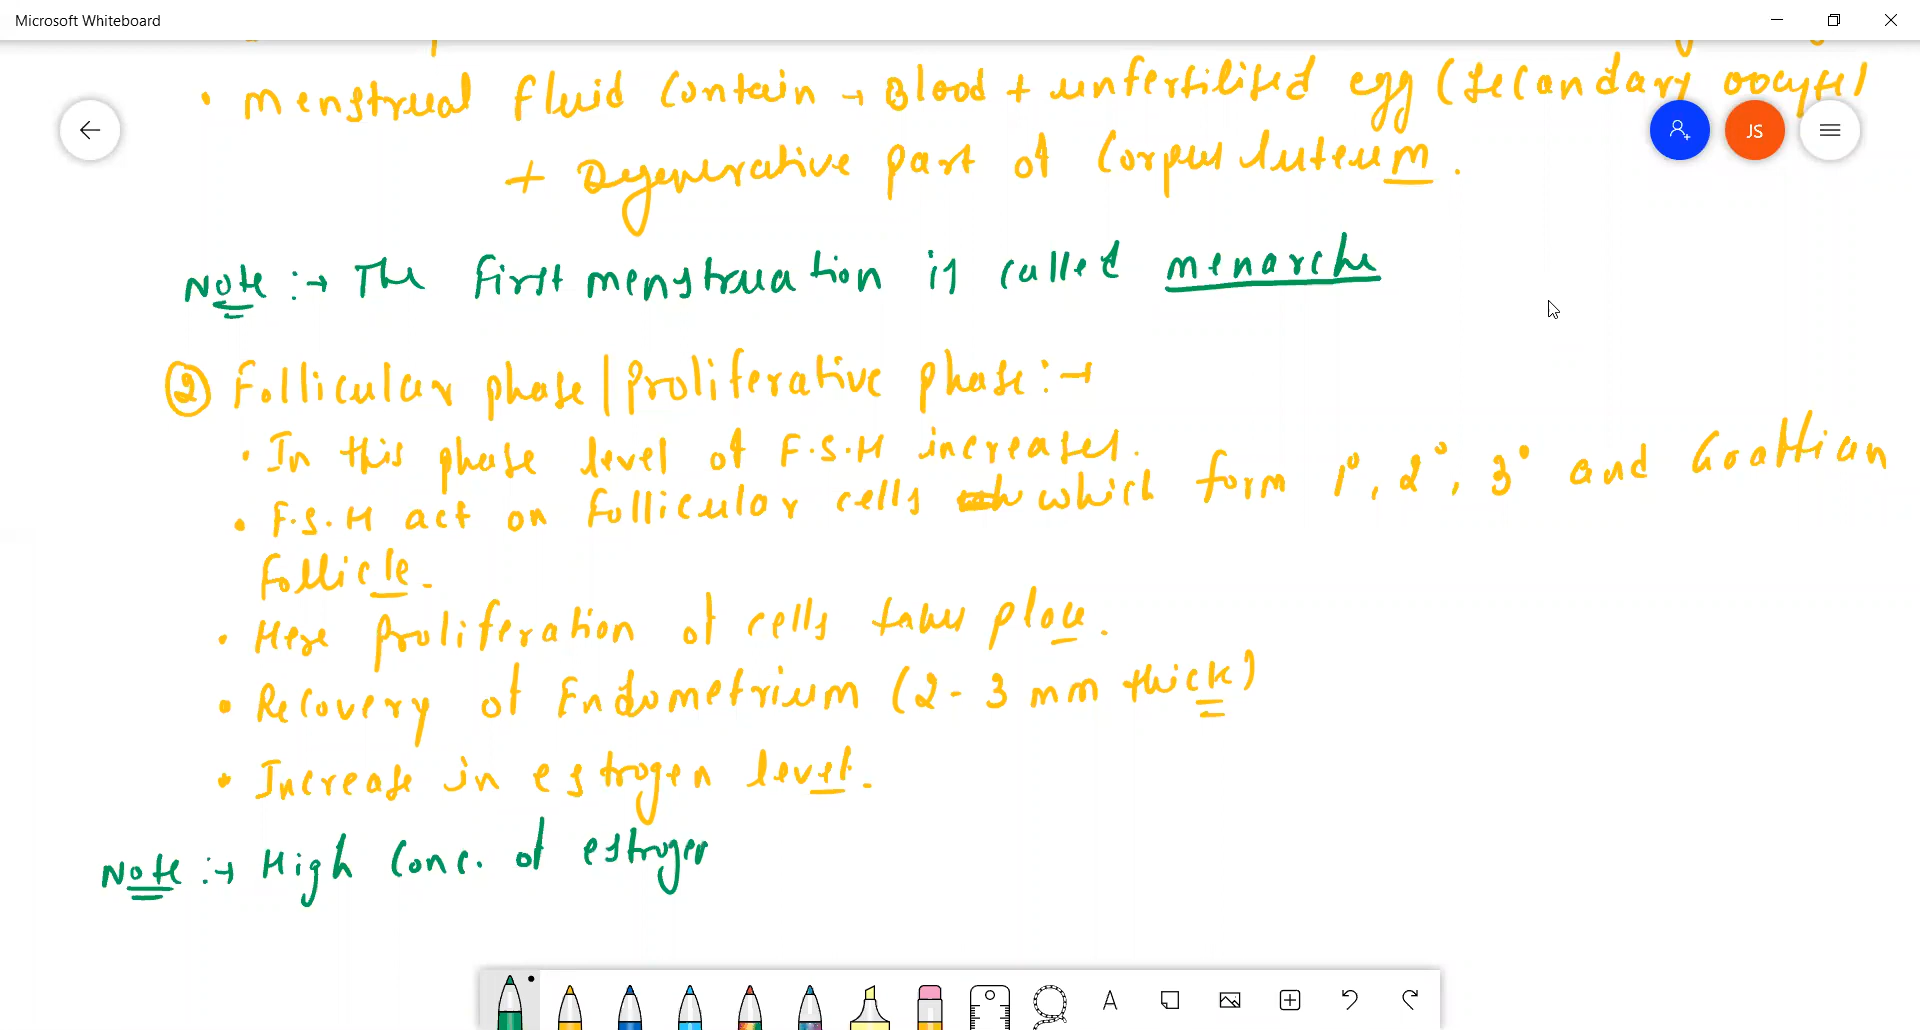 Microsoft Whiteboard
• Menstrual fluid contain → Blood + unfertilised egg (secondary oocyte)
+ Degenerative part of corpus luteum.
JS
Note :→ The first menstruation is called menarche
② Follicular phase | proliferative phase :→
• In this phase level of F.S.H increases.
• F.S.H act on follicular cells which form 1°, 2°, 3° and Graffian
follicle.
• Here proliferation of cells takes place.
• Recovery of Endometrium (2-3 mm thick)
• Increase in estrogen level.
Note :→ High conc. of estrogen
A